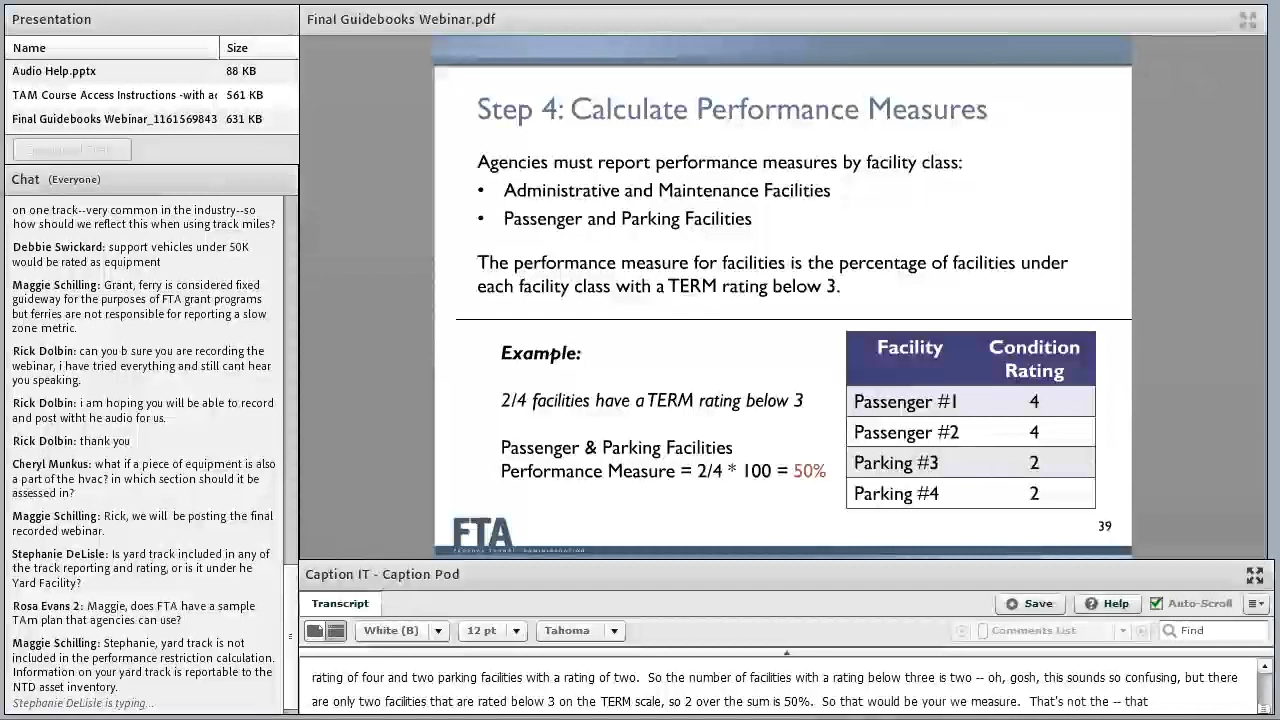 Presentation
Name Size
Audio Help.pptx 88 KB
TAM Course Access Instructions -with ac 561 KB
Final Guidebooks Webinar_1161569843 631 KB
Chat (Everyone)
on one track--very common in the industry--so
how should we reflect this when using track miles?
Debbie Swickard: support vehicles under 50K
would be rated as equipment
Maggie Schilling: Grant, ferry is considered fixed
guideway for the purposes of FTA grant programs
but ferries are not responsible for reporting a slow
zone metric.
Rick Dolbin: can you b sure you are recording the
webinar, i have tried everything and still cant hear
you speaking.
Rick Dolbin: i am hoping you will be able to record
and post witht he audio for us.
Rick Dolbin: thank you
Cheryl Munkus: what if a piece of equipment is also
a part of the hvac? in which section should it be
assessed in?
Maggie Schilling: Rick, we will be posting the final
recorded webinar.
Stephanie DeLisle: Is yard track included in any of
the track reporting and rating, or is it under he
Yard Facility?
Rosa Evans 2: Maggie, does FTA have a sample
TAm plan that agencies can use?
Maggie Schilling: Stephanie, yard track is not
included in the performance restriction calculation.
Information on your yard track is reportable to the
NTD asset inventory.
Stephanie DeLisle is typing...
Final Guidebooks Webinar.pdf
Step 4: Calculate Performance Measures
Agencies must report performance measures by facility class:
• Administrative and Maintenance Facilities
• Passenger and Parking Facilities
The performance measure for facilities is the percentage of facilities under
each facility class with a TERM rating below 3.
Example:
2/4 facilities have a TERM rating below 3
Passenger & Parking Facilities
Performance Measure = 2/4 * 100 = 50%
Facility Condition
Rating
Passenger #1 4
Passenger #2 4
Parking #3 2
Parking #4 2
39
FTA
FEDERAL TRANSIT ADMINISTRATION
Caption IT - Caption Pod
Transcript Save Help Auto-Scroll
White (B) 12 pt Tahoma Comments List Find
rating of four and two parking facilities with a rating of two. So the number of facilities with a rating below three is two -- oh, gosh, this sounds so confusing, but there
are only two facilities that are rated below 3 on the TERM scale, so 2 over the sum is 50%. So that would be your we measure. That's not the -- that